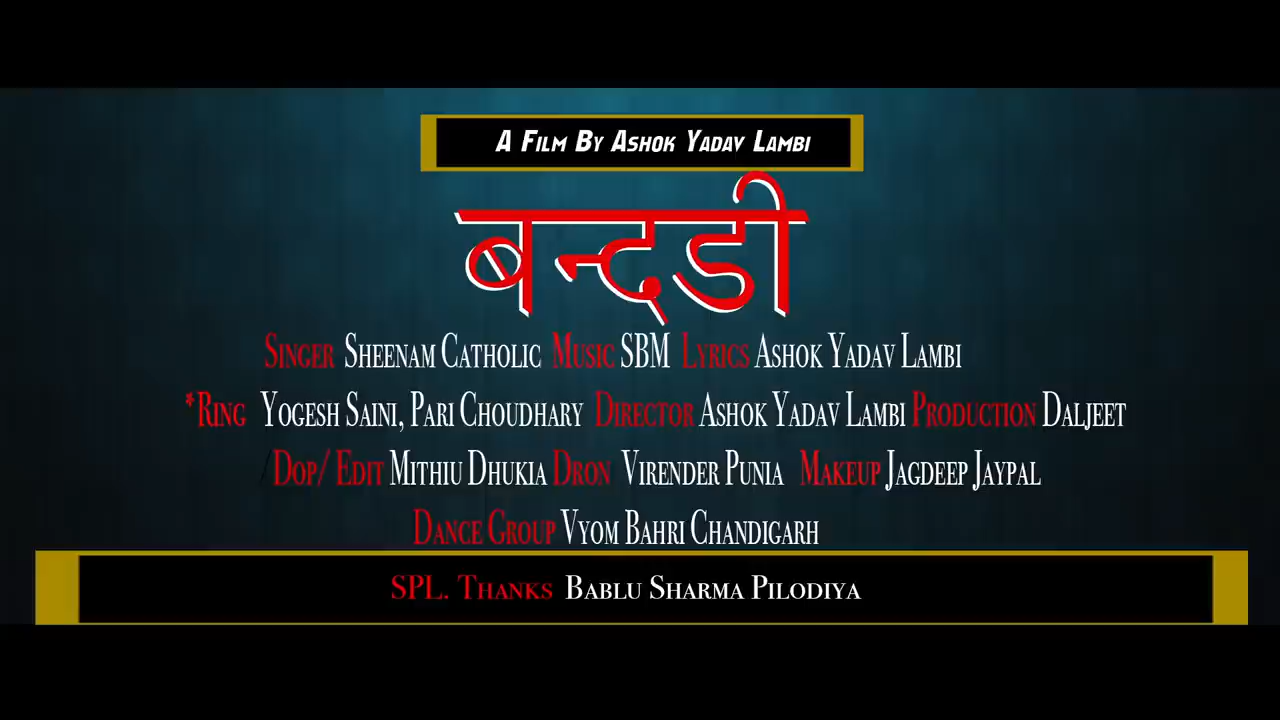 A FILM BY ASHOK YADAV LAMBI
बन्दडी
SINGER SHEENAM CATHOLIC MUSIC SBM LYRICS ASHOK YADAV LAMBI
*RING YOGESH SAINI, PARI CHOUDHARY DIRECTOR ASHOK YADAV LAMBI PRODUCTION DALJEET
/DOP/ EDIT MITHIU DHUKIA DRON VIRENDER PUNIA MAKEUP JAGDEEP JAYPAL
DANCE GROUP VYOM BAHRI CHANDIGARH
SPL. THANKS BABLU SHARMA PILODIYA